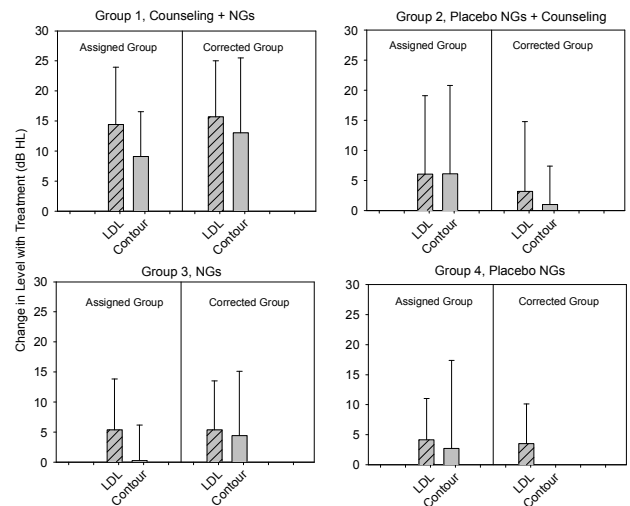 Group 1, Counseling + NGs
Assigned Group Corrected Group
30
25
20
15
10
5
0
LDL Contour LDL Contour
Group 2, Placebo NGs + Counseling
Assigned Group Corrected Group
30
25
20
15
10
5
0
LDL Contour LDL Contour
Change in Level with Treatment (dB HL)
Group 3, NGs
Assigned Group Corrected Group
30
25
20
15
10
5
0
LDL Contour LDL Contour
Group 4, Placebo NGs
Assigned Group Corrected Group
30
25
20
15
10
5
0
LDL Contour LDL Contour